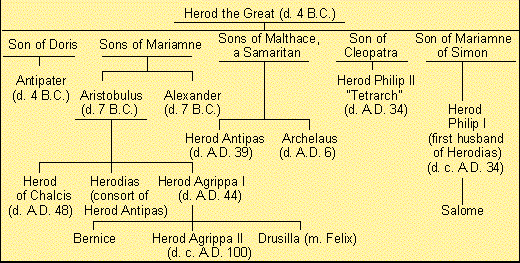 Herod the Great (d. 4 B.C.)
Son of Doris
Sons of Mariamne
Sons of Malthace,
a Samaritan
Son of
Cleopatra
Son of Mariamne
of Simon
Antipater
(d. 4 B.C.)
Aristobulus
(d. 7 B.C.)
Alexander
(d. 7 B.C.)
Herod Philip II
"Tetrarch"
(d. A.D. 34)
Herod
Philip I
(first husband
of Herodias)
(d. c. A.D. 34)
Herod Antipas
(d. A.D. 39)
Archelaus
(d. A.D. 6)
Herod
of Chalcis
(d. A.D. 48)
Herodias
(consort of
Herod Antipas)
Herod Agrippa I
(d. A.D. 44)
Salome
Bernice
Herod Agrippa II
(d. c. A.D. 100)
Drusilla (m. Felix)